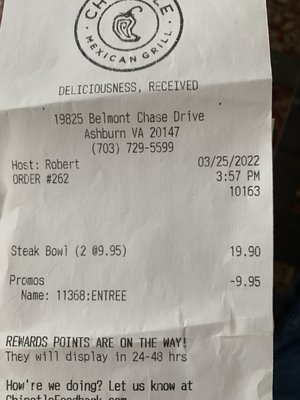 CHIPOTLE
MEXICAN GRILL
DELICIOUSNESS, RECEIVED
19825 Belmont Chase Drive
Ashburn VA 20147
(703) 729-5599
Host: Robert 03/25/2022
ORDER #262 3:57 PM
10163
Steak Bowl (2 @9.95) 19.90
Promos -9.95
Name: 11368:ENTREE
REWARDS POINTS ARE ON THE WAY!
They will display in 24-48 hrs
How're we doing? Let us know at
ChipotleFeedback.com